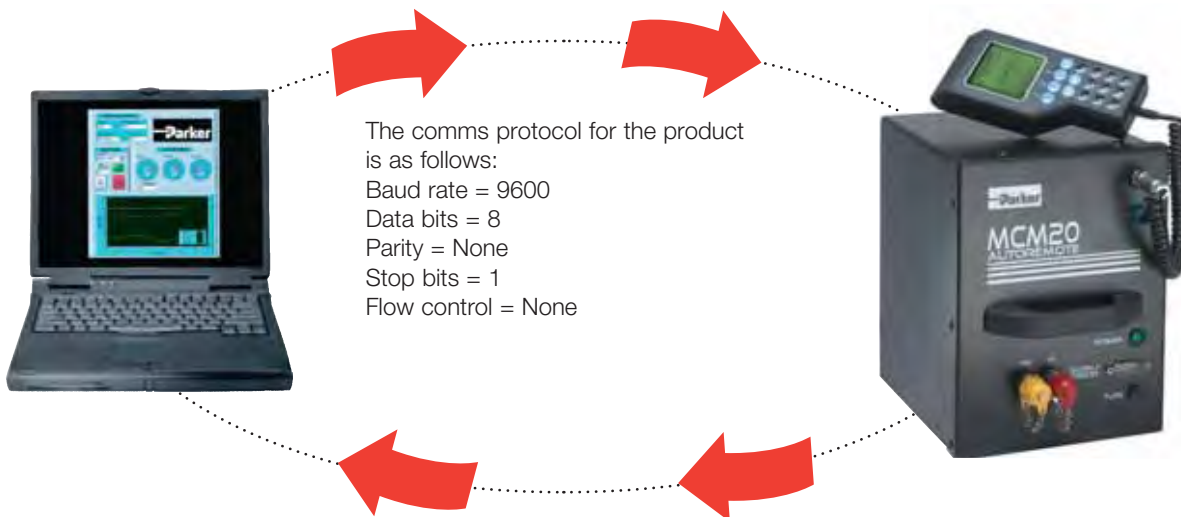 Parker
The comms protocol for the product
is as follows:
Baud rate = 9600
Data bits = 8
Parity = None
Stop bits = 1
Flow control = None
Parker
MCM20
AUTOREMOTE
POWER